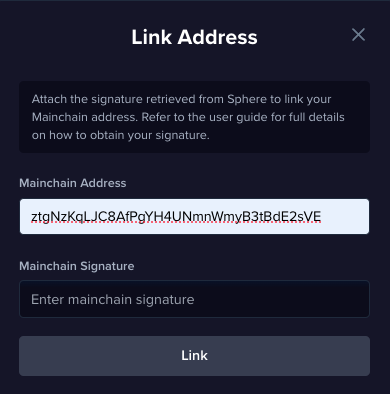 Link Address
Attach the signature retrieved from Sphere to link your
Mainchain address. Refer to the user guide for full details
on how to obtain your signature.
Mainchain Address
ztgNzKqLJC8AfPgYH4UNmnWmyB3tBdE2sVE
Mainchain Signature
Enter mainchain signature
Link